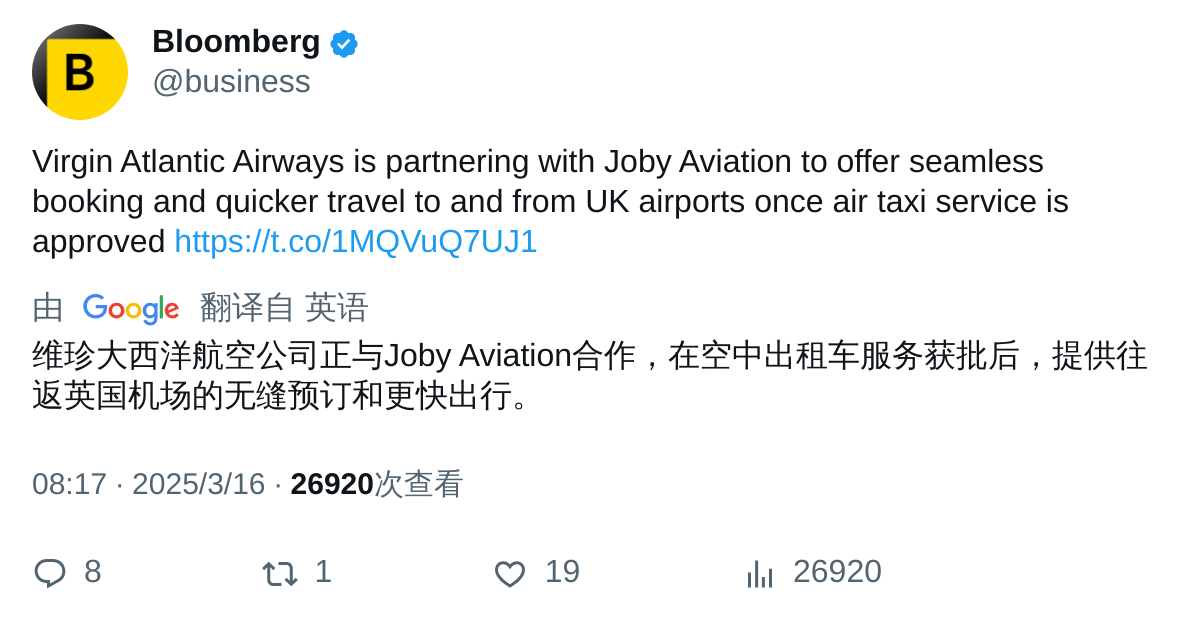 B
Bloomberg
@business
Virgin Atlantic Airways is partnering with Joby Aviation to offer seamless
booking and quicker travel to and from UK airports once air taxi service is
approved https://t.co/1MQVuQ7UJ1
由 Google 翻译自 英语
维珍大西洋航空公司正与Joby Aviation合作，在空中出租车服务获批后，提供往
返英国机场的无缝预订和更快出行。
08:17 · 2025/3/16 · 26920次查看
8 1 19 26920